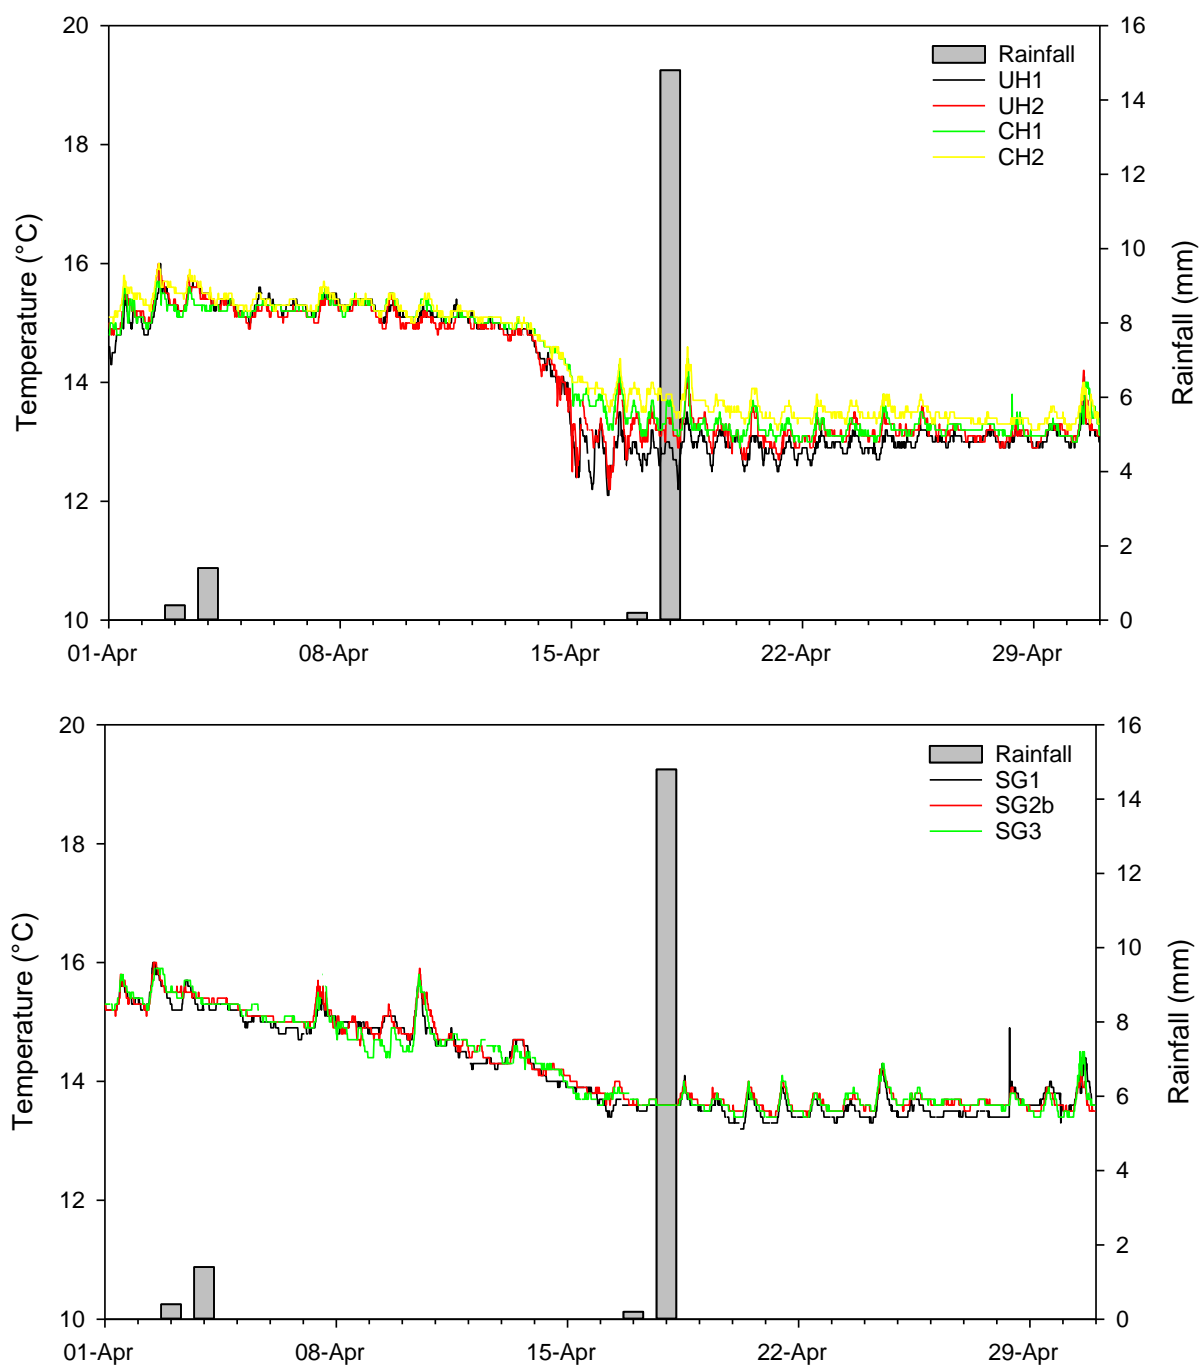 20
18
16
14
12
10
Temperature (°C)
16
14
12
10
8
6
4
2
0
Rainfall (mm)
Rainfall
UH1
UH2
CH1
CH2
01-Apr
08-Apr
15-Apr
22-Apr
29-Apr
20
18
16
14
12
10
Temperature (°C)
16
14
12
10
8
6
4
2
0
Rainfall (mm)
Rainfall
SG1
SG2b
SG3
01-Apr
08-Apr
15-Apr
22-Apr
29-Apr